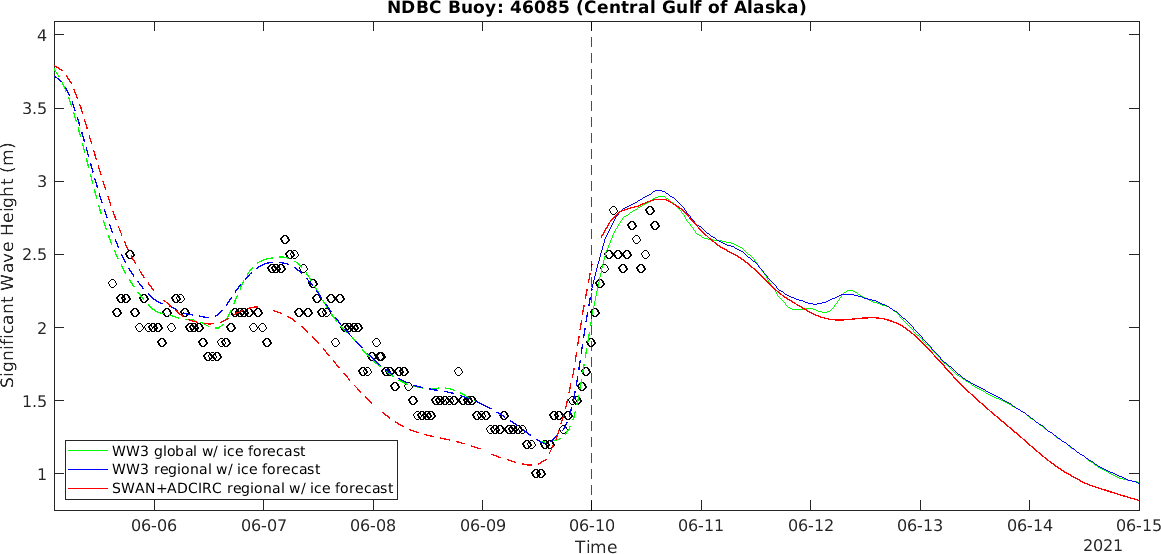 NDBC Buoy: 46085 (Central Gulf of Alaska)
Significant Wave Height (m)
4
3.5
3
2.5
2
1.5
1
WW3 global w/ ice forecast
WW3 regional w/ ice forecast
SWAN+ADCIRC regional w/ ice forecast
06-06 06-07 06-08 06-09 06-10 06-11 06-12 06-13 06-14 06-15
Time
2021